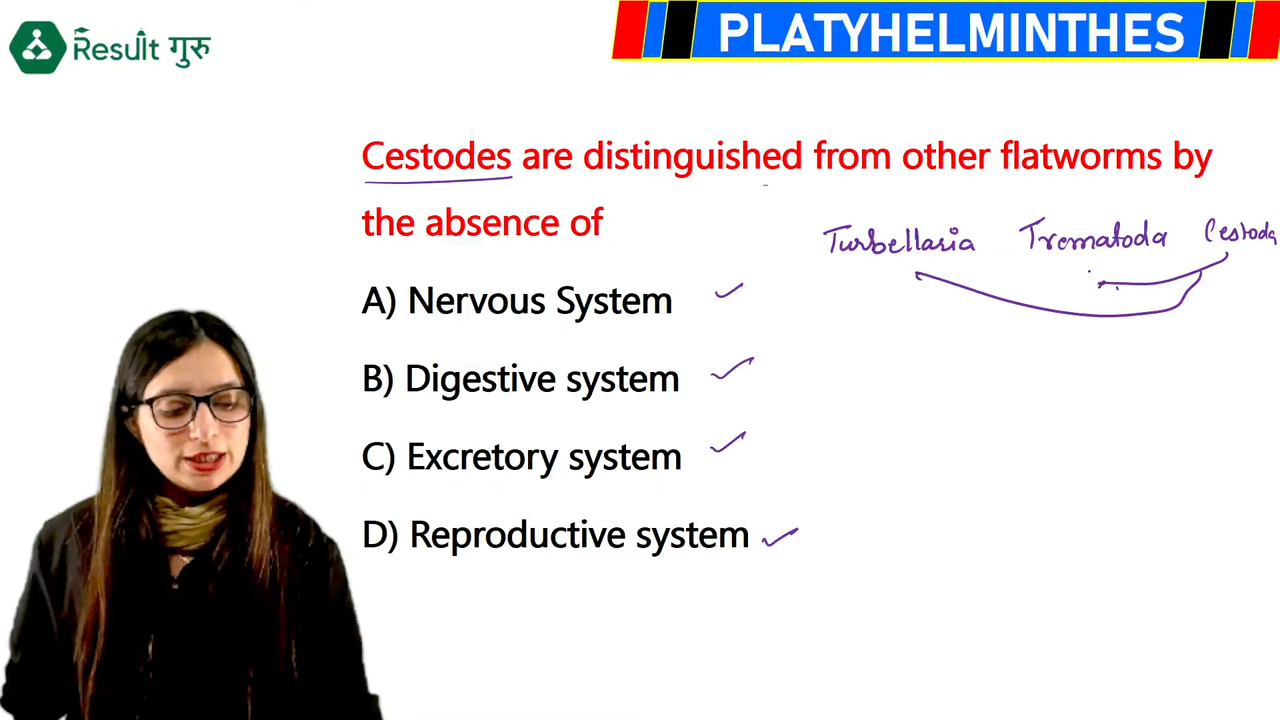 Result गुरु
PLATYHELMINTHES
Cestodes are distinguished from other flatworms by
the absence of
Turbellaria Trematoda Cestoda
A) Nervous System
B) Digestive system
C) Excretory system
D) Reproductive system